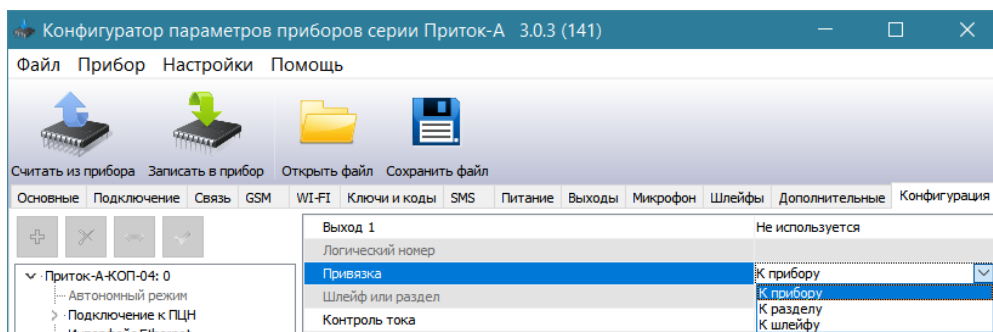 Конфигуратор параметров приборов серии Приток-А 3.0.3 (141)
Файл Прибор Настройки Помощь
Считать из прибора Записать в прибор Открыть файл Сохранить файл
Основные Подключение Связь GSM WI-FI Ключи и коды SMS Питание Выходы Микрофон Шлейфы Дополнительные Конфигурация
Выход 1 Не используется
Логический номер
Привязка К прибору
Шлейф или раздел
Контроль тока
К прибору
К разделу
К шлейфу
Приток-А-КОП-04: 0
Автономный режим
Подключение к ПЦН